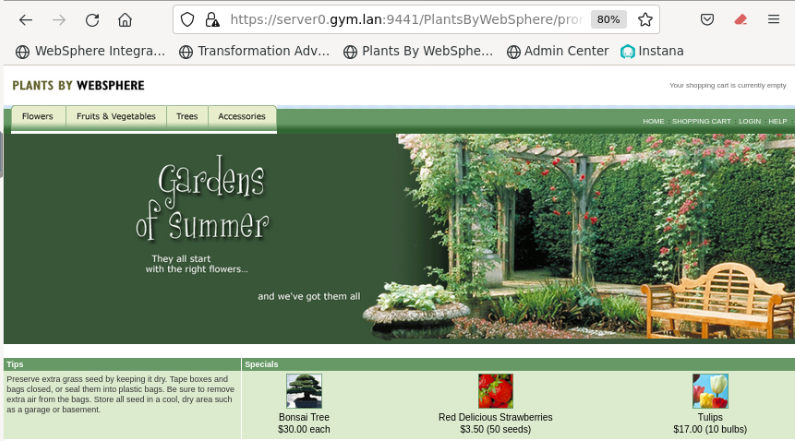 https://server0.gym.lan:9441/PlantsByWebSphere/pro
80%
WebSphere Integra…
Transformation Adv…
Plants By WebSphe…
Admin Center
Instana
PLANTS BY WEBSPHERE
Your shopping cart is currently empty
Flowers
Fruits & Vegetables
Trees
Accessories
HOME
SHOPPING CART
LOGIN
HELP
Gardens
of Summer
They all start
with the right flowers...
and we've got them all
Tips
Specials
Preserve extra grass seed by keeping it dry. Tape boxes and
bags closed, or seal them into plastic bags. Be sure to remove
extra air from the bags. Store all seed in a cool, dry area such
as a garage or basement.
Bonsai Tree
$30.00 each
Red Delicious Strawberries
$3.50 (50 seeds)
Tulips
$17.00 (10 bulbs)